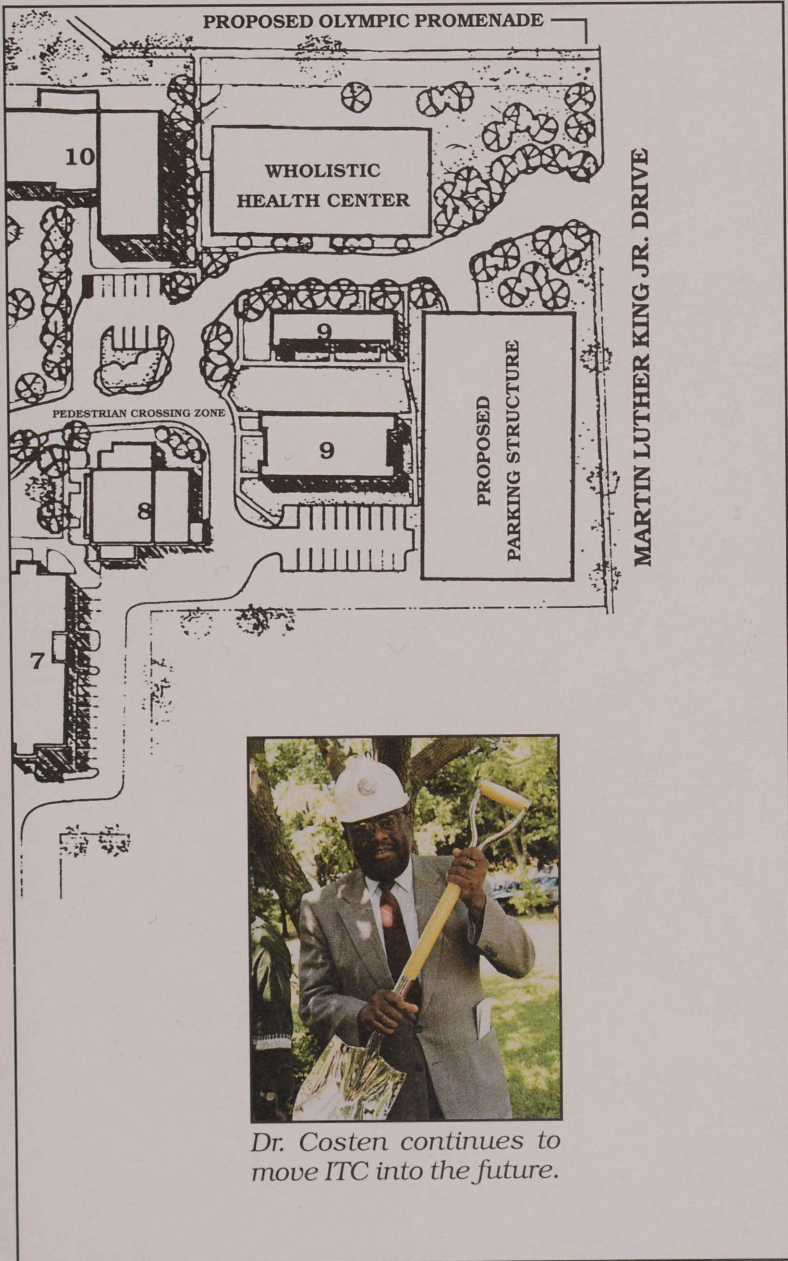 PROPOSED OLYMPIC PROMENADE
10
WHOLISTIC
HEALTH CENTER
MARTIN LUTHER KING JR. DRIVE
9
PROPOSED
PARKING STRUCTURE
PEDESTRIAN CROSSING ZONE
9
8
7
Dr. Costen continues to
move ITC into the future.